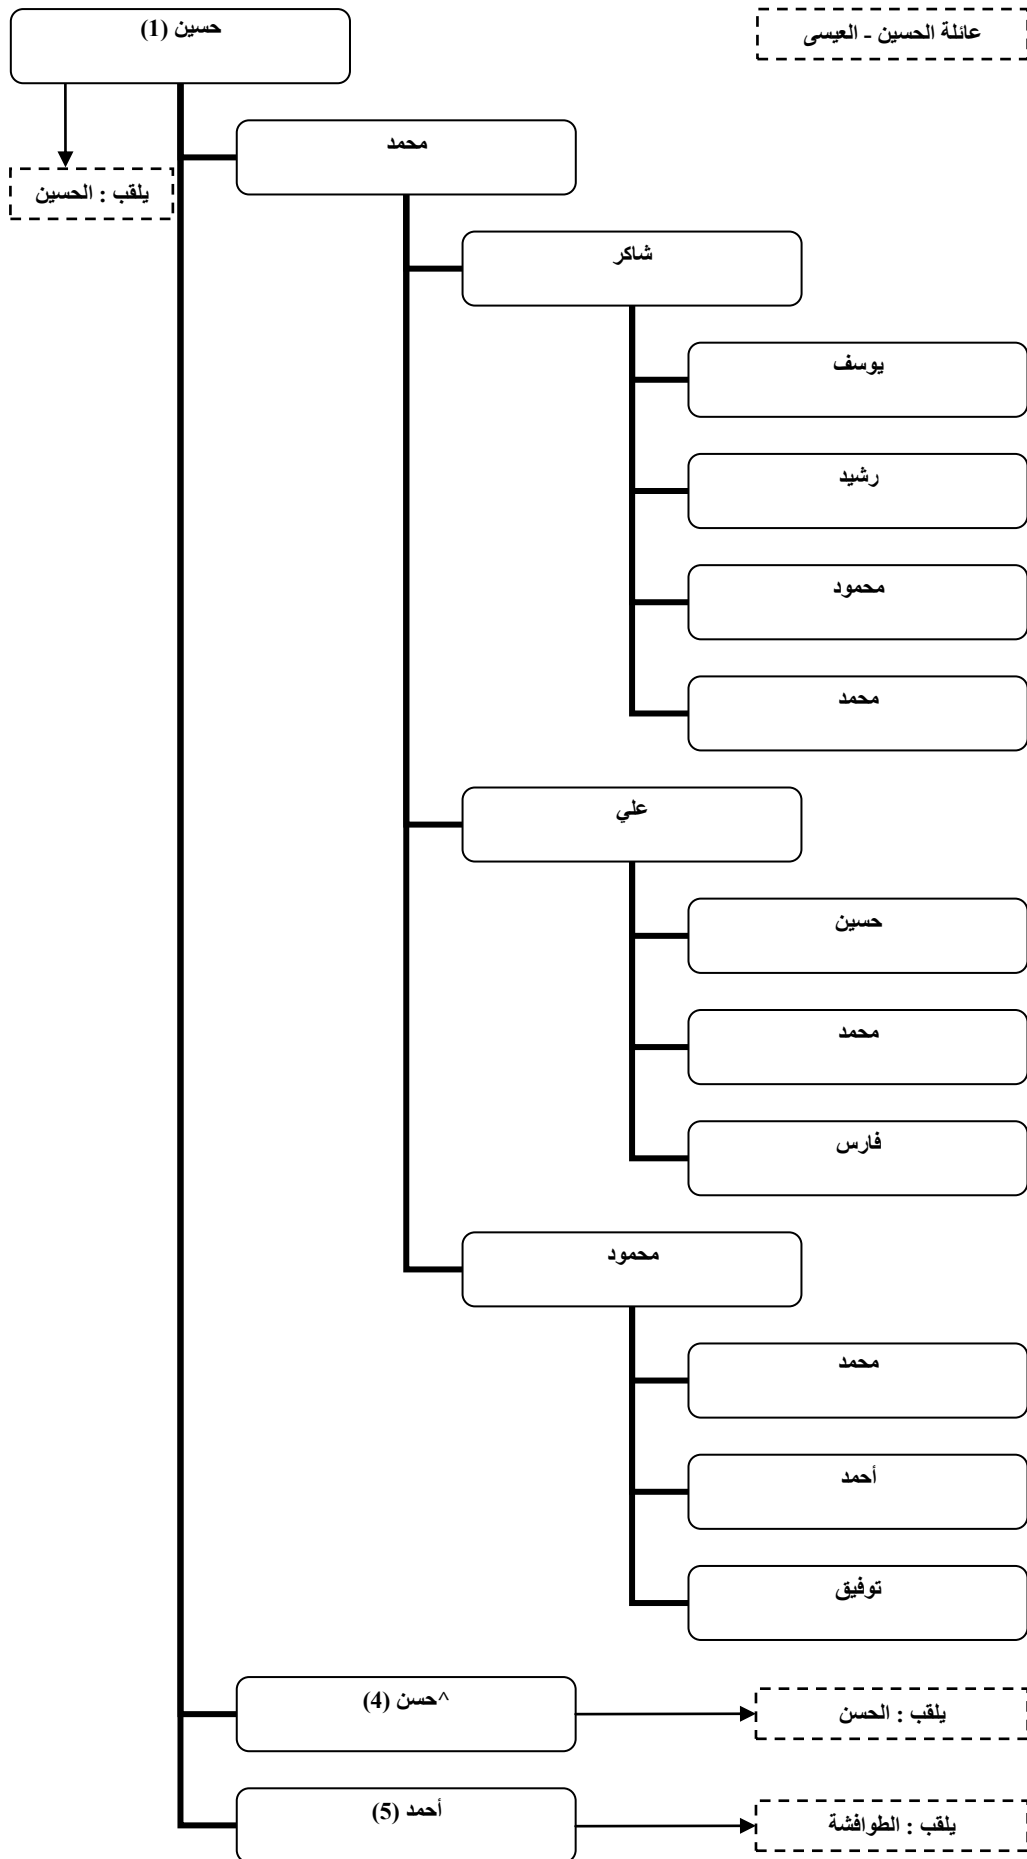 عائلة الحسين - العيسى
حسين (1)
يلقب : الحسين
محمد
شاكر
يوسف
رشيد
محمود
محمد
علي
حسين
محمد
فارس
محمود
محمد
أحمد
توفيق
^حسن (4)
يلقب : الحسن
أحمد (5)
يلقب : الطوافشة